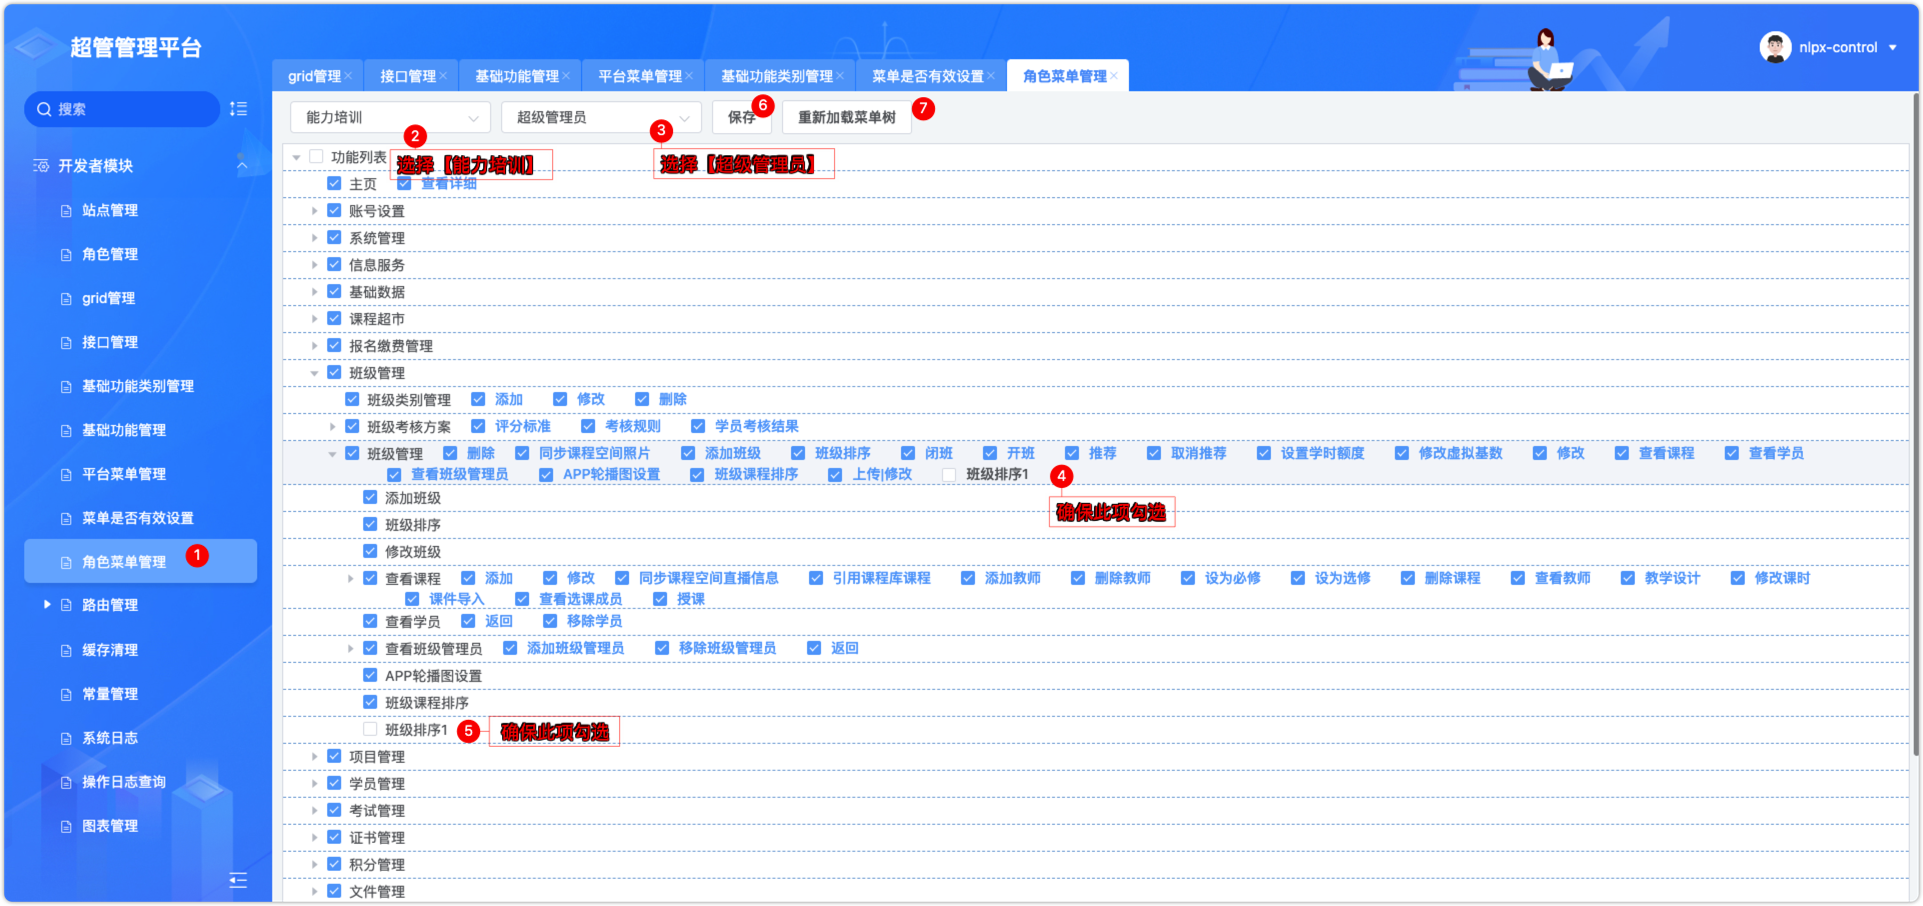 超管管理平台
nlpx-control
grid管理× 接口管理× 基础功能管理× 平台菜单管理× 基础功能类别管理× 菜单是否有效设置× 角色菜单管理×
搜索
能力培训 超级管理员 保存 6 重新加载菜单树 7
2 3
选择【能力培训】 选择【超级管理员】
开发者模块
站点管理
角色管理
grid管理
接口管理
基础功能类别管理
基础功能管理
平台菜单管理
菜单是否有效设置
角色菜单管理 1
路由管理
缓存清理
常量管理
系统日志
操作日志查询
图表管理
功能列表
主页 查看详细
账号设置
系统管理
信息服务
基础数据
课程超市
报名缴费管理
班级管理
班级类别管理 添加 修改 删除
班级考核方案 评分标准 考核规则 学员考核结果
班级管理 删除 同步课程空间照片 添加班级 班级排序 闭班 开班 推荐 取消推荐 设置学时额度 修改虚拟基数 修改 查看课程 查看学员
查看班级管理员 APP轮播图设置 班级课程排序 上传|修改 班级排序1 4
确保此项勾选
添加班级
班级排序
修改班级
查看课程 添加 修改 同步课程空间直播信息 引用课程库课程 添加教师 删除教师 设为必修 设为选修 删除课程 查看教师 教学设计 修改课时
课件导入 查看选课成员 授课
查看学员 返回 移除学员
查看班级管理员 添加班级管理员 移除班级管理员 返回
APP轮播图设置
班级课程排序
班级排序1 5 确保此项勾选
项目管理
学员管理
考试管理
证书管理
积分管理
文件管理